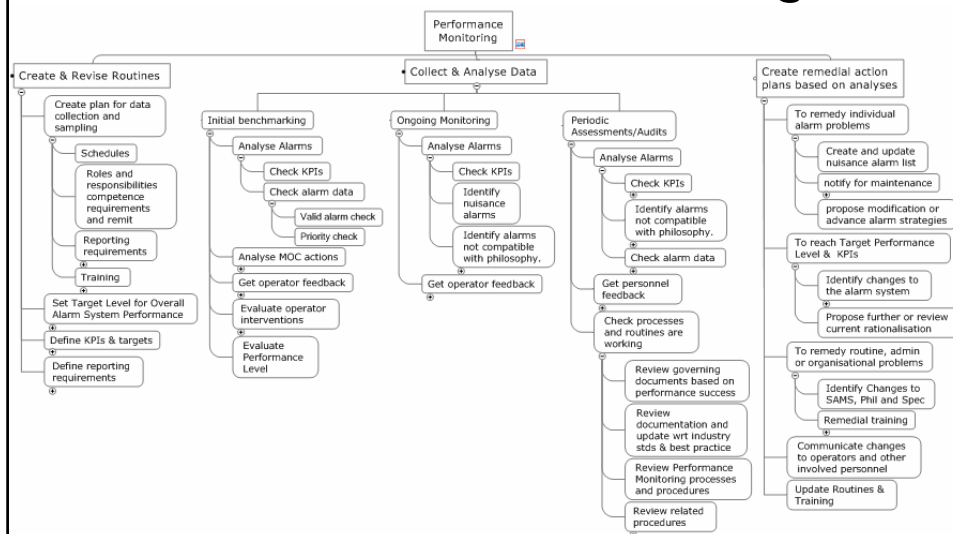 Performance
Monitoring
Create & Revise Routines
Create plan for data
collection and
sampling
Schedules
Roles and
responsibilities
competence
requirements
and remit
Reporting
requirements
Training
Set Target Level for Overall
Alarm System Performance
Define KPIs & targets
Define reporting
requirements
Collect & Analyse Data
Initial benchmarking
Analyse Alarms
Check KPIs
Check alarm data
Valid alarm check
Priority check
Analyse MOC actions
Get operator feedback
Evaluate operator
interventions
Evaluate
Performance
Level
Ongoing Monitoring
Analyse Alarms
Check KPIs
Identify
nuisance
alarms
Identify alarms
not compatible
with philosophy.
Get operator feedback
Periodic
Assessments/Audits
Analyse Alarms
Check KPIs
Identify alarms
not compatible
with philosophy.
Check alarm data
Get personnel
feedback
Check processes
and routines are
working
Review governing
documents based on
performance success
Review
documentation and
update wrt industry
stds & best practice
Review Performance
Monitoring processes
and procedures
Review related
procedures
Create remedial action
plans based on analyses
To remedy individual
alarm problems
Create and update
nuisance alarm list
notify for maintenance
propose modification or
advance alarm strategies
To reach Target Performance
Level & KPIs
Identify changes to
the alarm system
Propose further or review
current rationalisation
To remedy routine, admin
or organisational problems
Identify Changes to
SAMS, Phil and Spec
Remedial training
Communicate changes
to operators and other
involved personnel
Update Routines &
Training